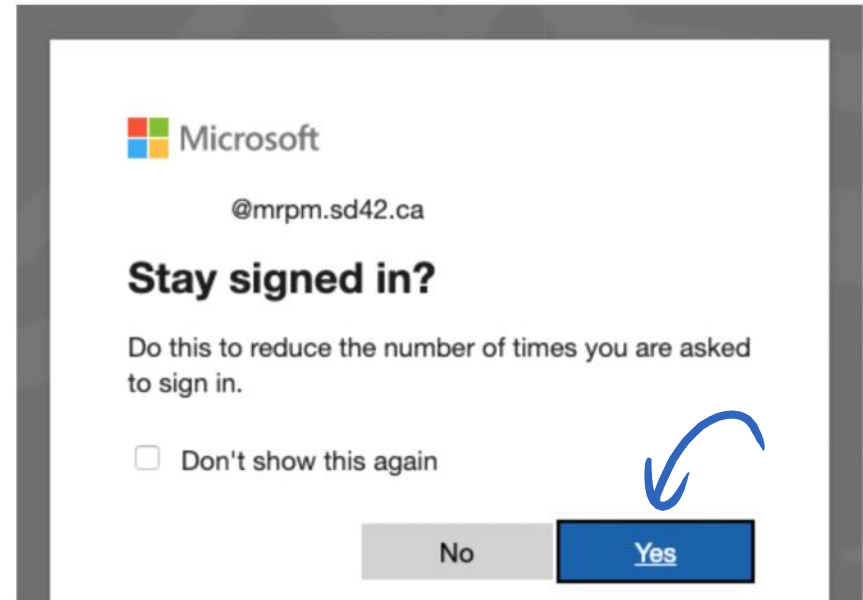 Microsoft
@mrpm.sd42.ca
Stay signed in?
Do this to reduce the number of times you are asked
to sign in.
Don't show this again
No
Yes